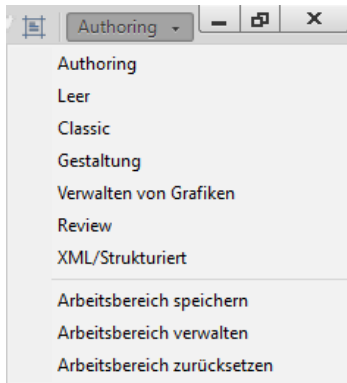 Authoring
Authoring
Leer
Classic
Gestaltung
Verwalten von Grafiken
Review
XML/Strukturiert
Arbeitsbereich speichern
Arbeitsbereich verwalten
Arbeitsbereich zurücksetzen